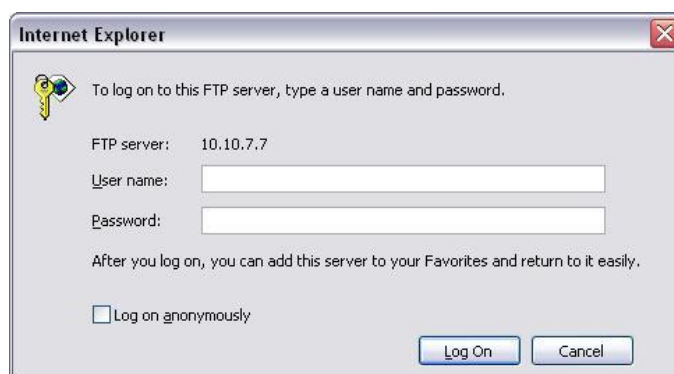 Internet Explorer
To log on to this FTP server, type a user name and password.
FTP server: 10.10.7.7
User name:
Password:
After you log on, you can add this server to your Favorites and return to it easily.
Log on anonymously
Log On Cancel